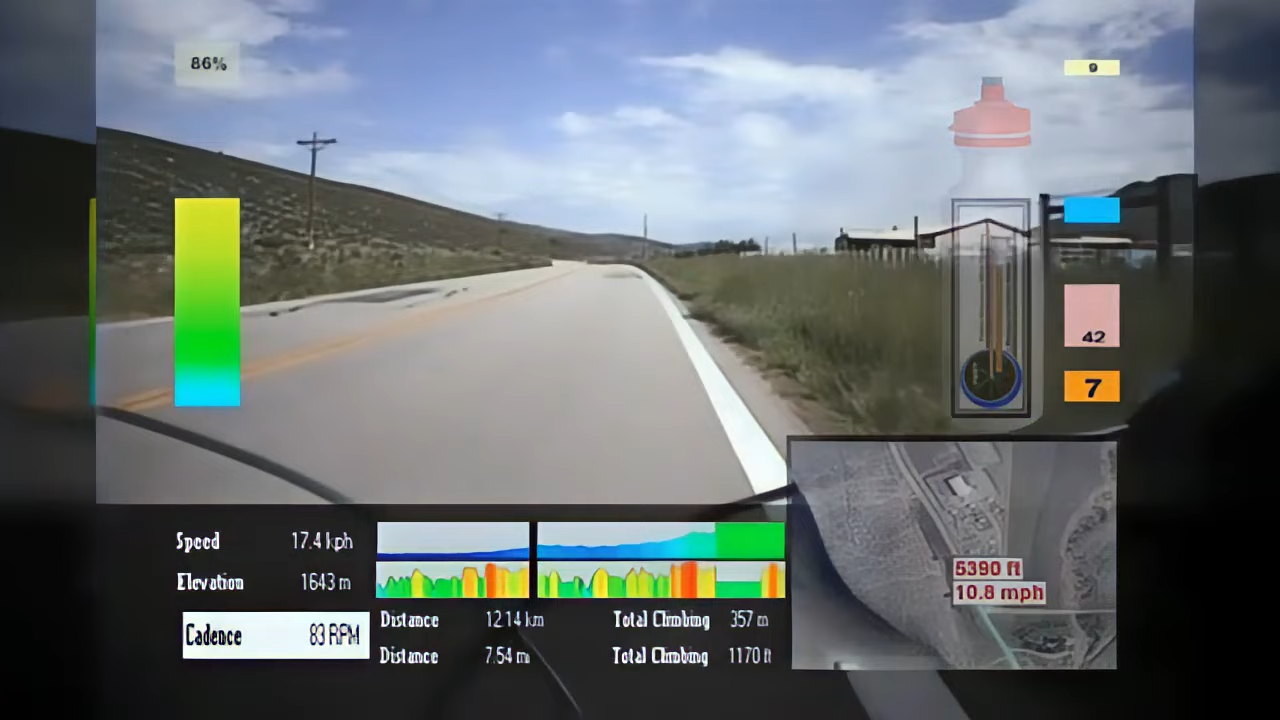 86%
9
42
7
Speed 17.4 kph
Elevation 1643 m
Cadence 83 RPM
Distance 12.14 km Total Climbing 357 m
Distance 7.54 m Total Climbing 1170 ft
5390 ft
10.8 mph